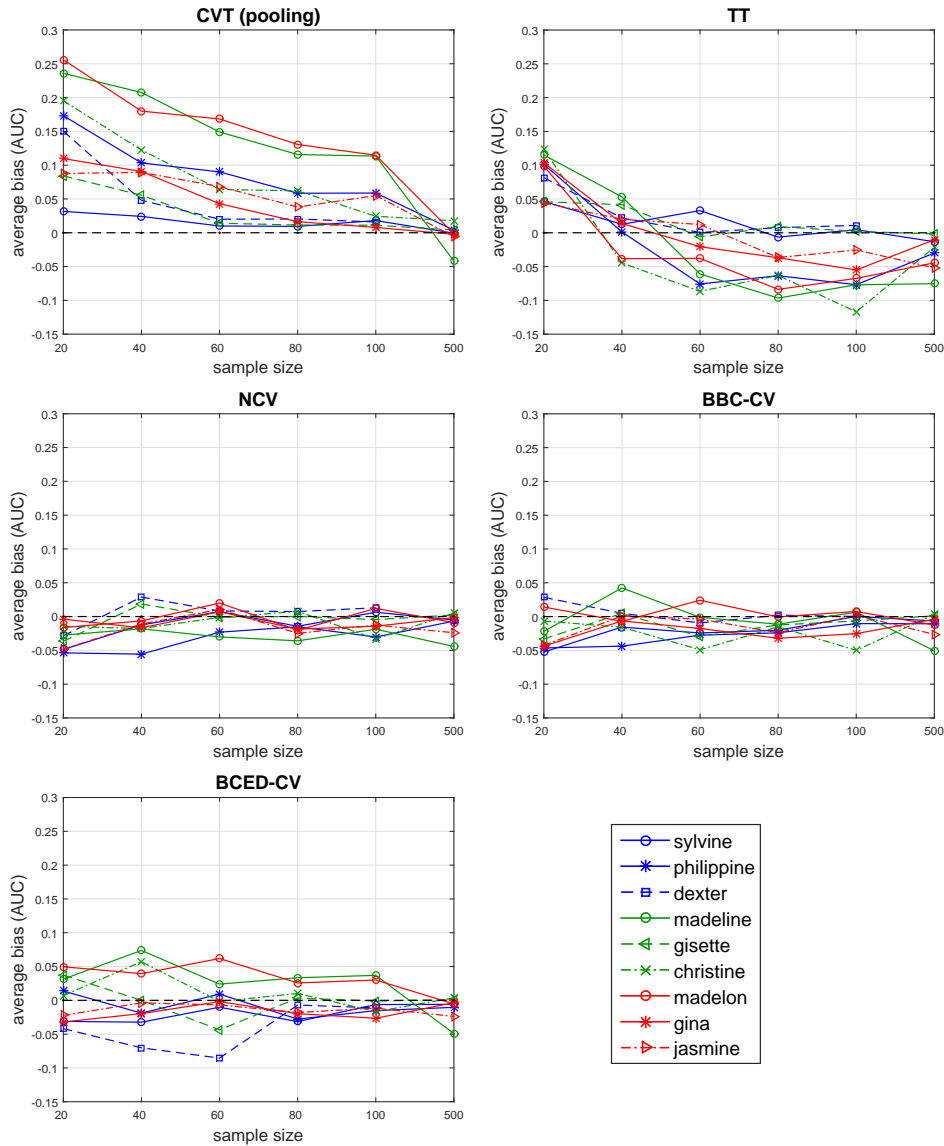 CVT (pooling)
average bias (AUC)
0.3
0.25
0.2
0.15
0.1
0.05
0
-0.05
-0.1
-0.15
20 40 60 80 100 500
sample size
TT
average bias (AUC)
0.3
0.25
0.2
0.15
0.1
0.05
0
-0.05
-0.1
-0.15
20 40 60 80 100 500
sample size
NCV
average bias (AUC)
0.3
0.25
0.2
0.15
0.1
0.05
0
-0.05
-0.1
-0.15
20 40 60 80 100 500
sample size
BBC-CV
average bias (AUC)
0.3
0.25
0.2
0.15
0.1
0.05
0
-0.05
-0.1
-0.15
20 40 60 80 100 500
sample size
BCED-CV
average bias (AUC)
0.3
0.25
0.2
0.15
0.1
0.05
0
-0.05
-0.1
-0.15
20 40 60 80 100 500
sample size
sylvine
philippine
dexter
madeline
gisette
christine
madelon
gina
jasmine